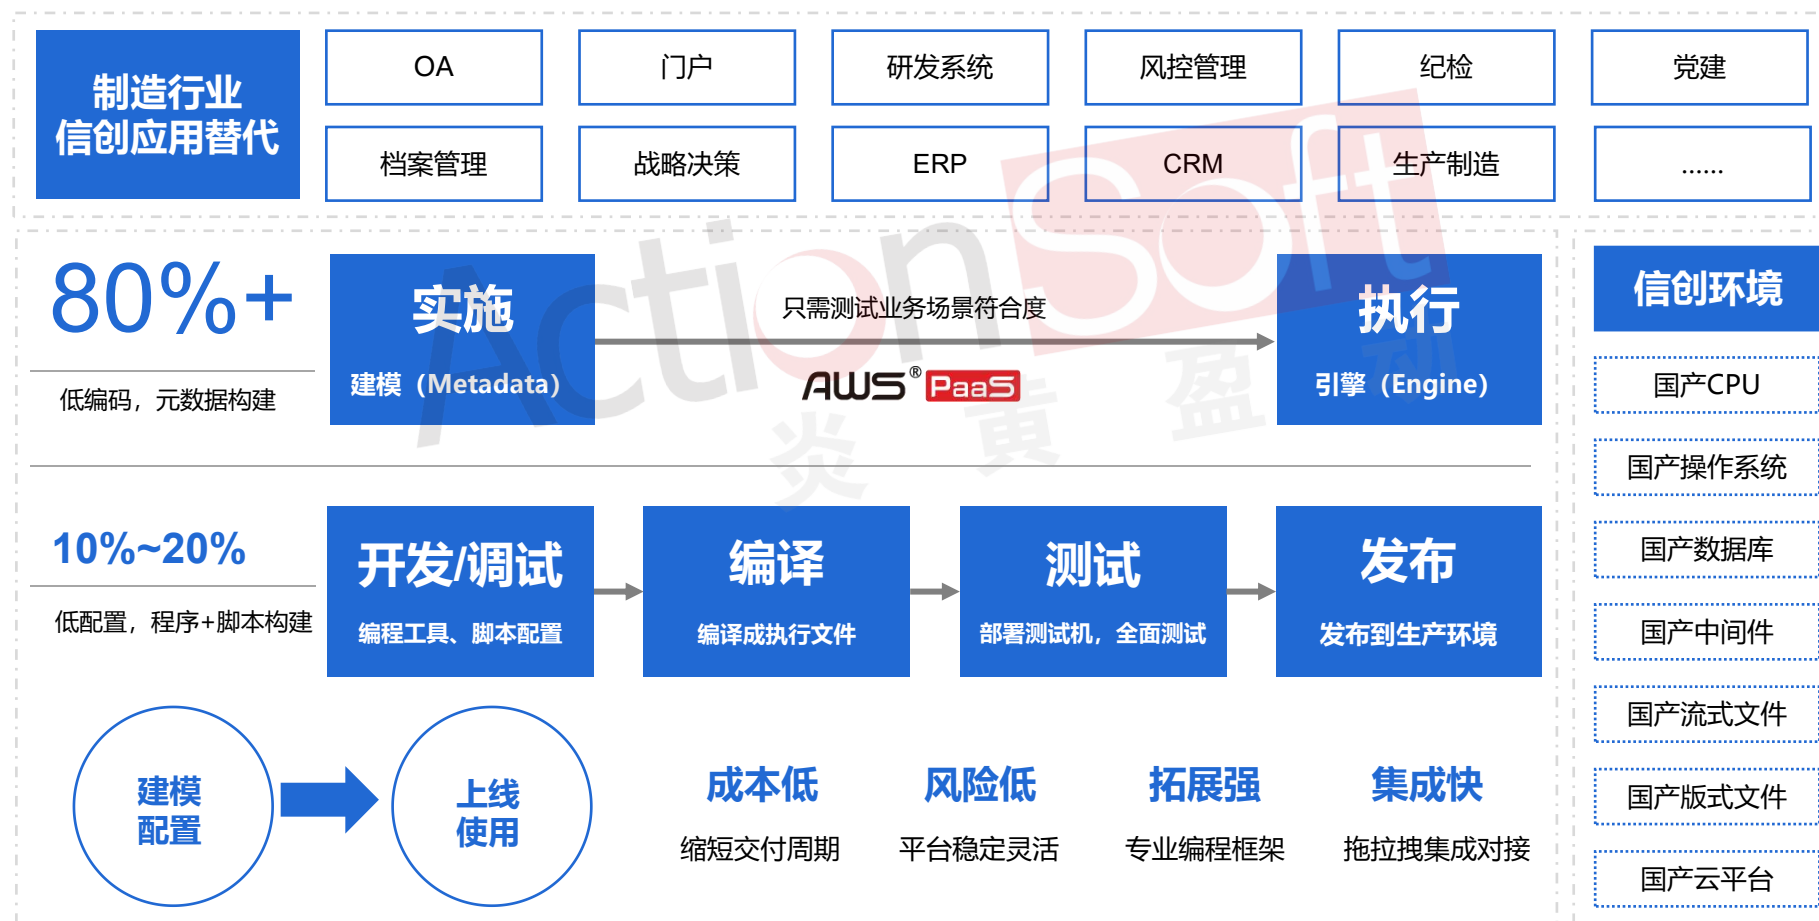 制造行业
信创应用替代
OA
门户
研发系统
风控管理
纪检
党建
档案管理
战略决策
ERP
CRM
生产制造
......
80%+
低编码，元数据构建
实施
建模（Metadata）
只需测试业务场景符合度
AWS® PaaS
执行
引擎（Engine）
10%~20%
低配置，程序+脚本构建
开发/调试
编程工具、脚本配置
编译
编译成执行文件
测试
部署测试机，全面测试
发布
发布到生产环境
建模
配置
上线
使用
成本低
缩短交付周期
风险低
平台稳定灵活
拓展强
专业编程框架
集成快
拖拉拽集成对接
信创环境
国产CPU
国产操作系统
国产数据库
国产中间件
国产流式文件
国产版式文件
国产云平台
ActionSoft
炎黄盈动